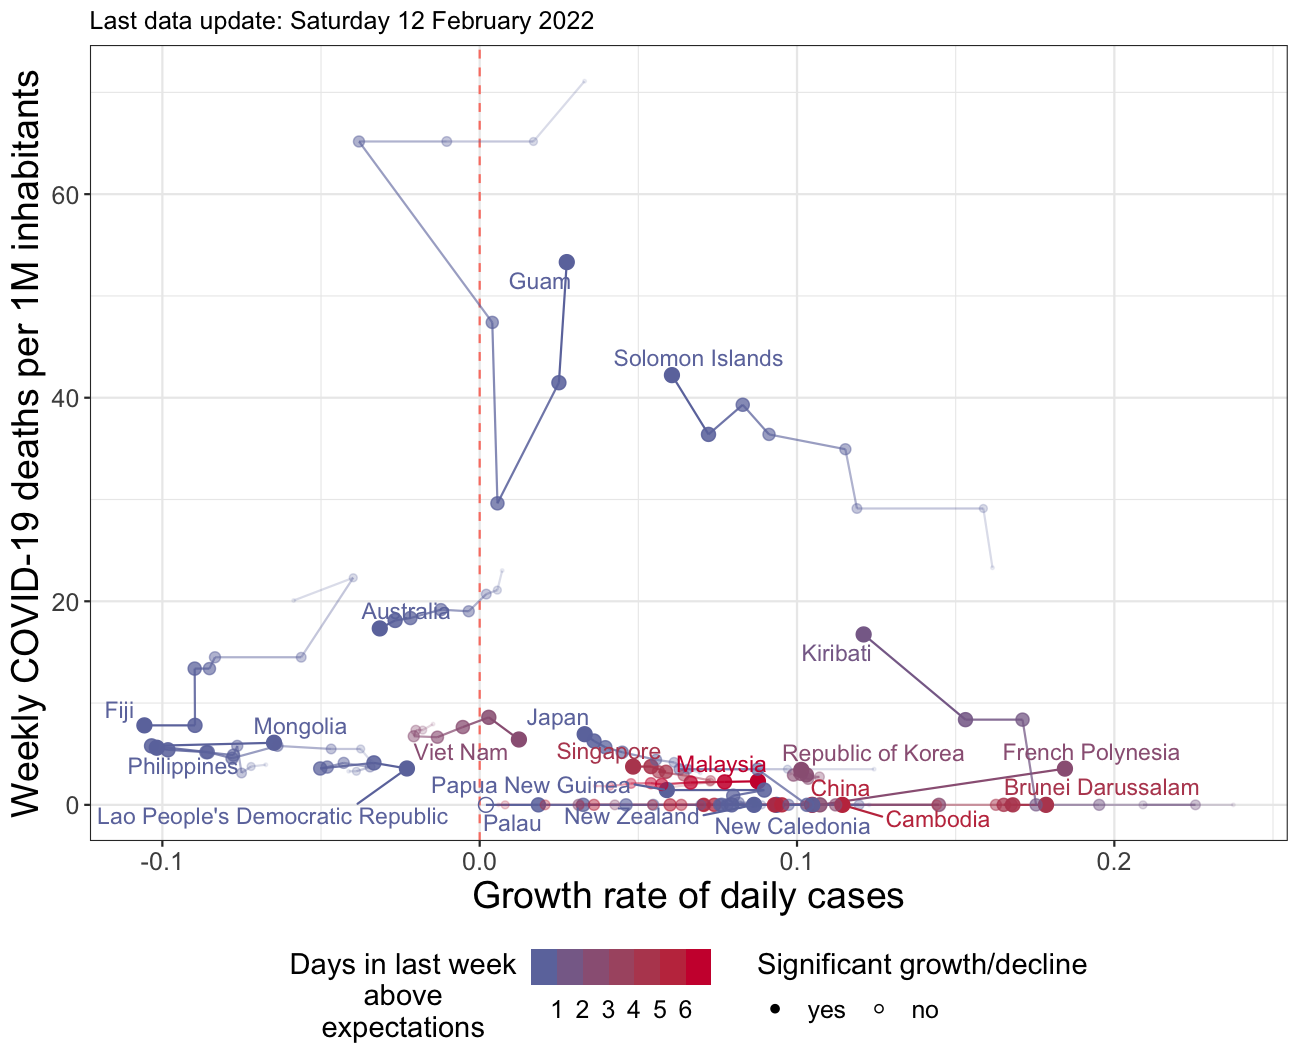 Last data update: Saturday 12 February 2022
Weekly COVID-19 deaths per 1M inhabitants
60
40
20
0
Guam
Solomon Islands
Australia
Kiribati
Fiji
Mongolia
Japan
Viet Nam
Singapore
Republic of Korea
French Polynesia
Philippines
Malaysia
Papua New Guinea
China
Brunei Darussalam
Lao People's Democratic Republic
Palau
New Zealand
New Caledonia
Cambodia
-0.1
0.0
0.1
0.2
Growth rate of daily cases
Days in last week
above
expectations
1 2 3 4 5 6
Significant growth/decline
yes
no